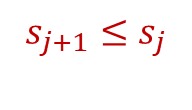 s_{j+1} ≤ s_j